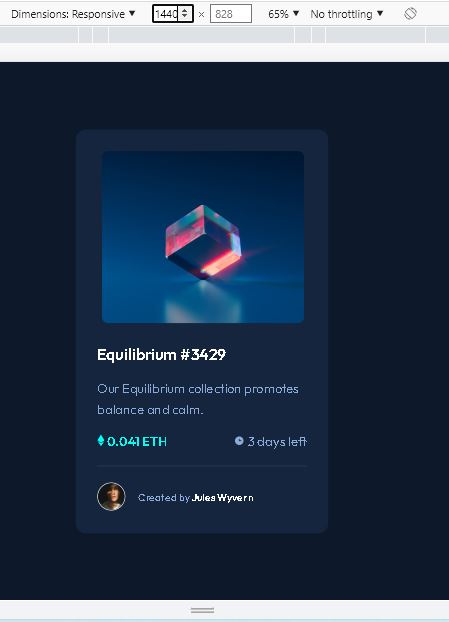 Dimensions: Responsive ▼ 1440 × 828 65% ▼ No throttling ▼
Equilibrium #3429
Our Equilibrium collection promotes
balance and calm.
0.041 ETH 3 days left
Created by Jules Wyvern